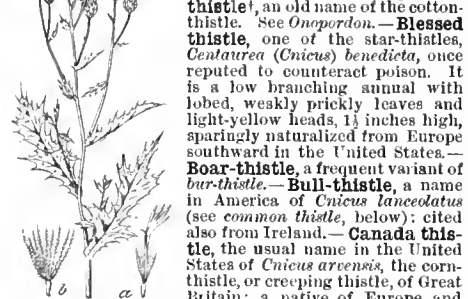 thistle†, an old name of the cotton-
thistle. See Onopordon.—Blessed
thistle, one of the star-thistles,
Centaurea (Cnicus) benedicta, once
reputed to counteract poison. It
is a low branching annual with
lobed, weakly prickly leaves and
light-yellow heads, 1½ inches high,
sparingly naturalized from Europe
southward in the United States.—
Boar-thistle, a frequent variant of
bur-thistle.—Bull-thistle, a name
in America of Cnicus lanceolatus
(see common thistle, below): cited
also from Ireland.—Canada this-
tle, the usual name in the United
States of Cnicus arvensis, the corn-
thistle, or creeping thistle, of Great
Britain: a native of Europe and
b
a